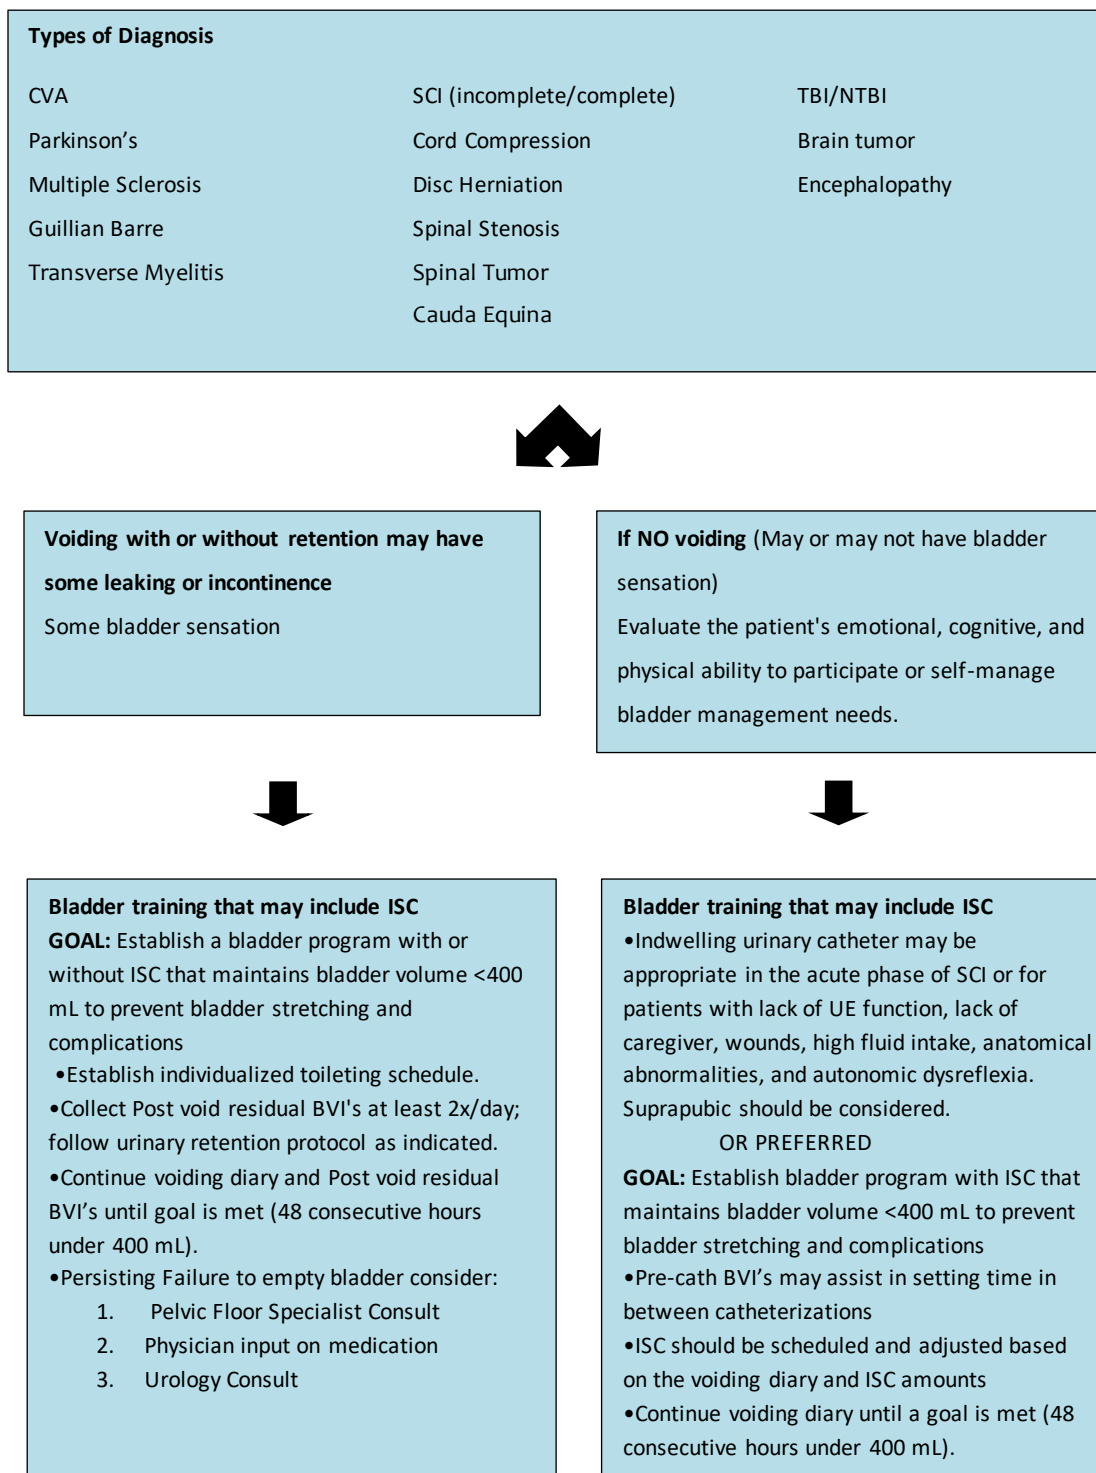 Types of Diagnosis
CVA
Parkinson's
Multiple Sclerosis
Guillian Barre
Transverse Myelitis
SCI (incomplete/complete)
Cord Compression
Disc Herniation
Spinal Stenosis
Spinal Tumor
Cauda Equina
TBI/NTBI
Brain tumor
Encephalopathy
Voiding with or without retention may have
some leaking or incontinence
Some bladder sensation
If NO voiding (May or may not have bladder
sensation)
Evaluate the patient's emotional, cognitive, and
physical ability to participate or self-manage
bladder management needs.
Bladder training that may include ISC
GOAL: Establish a bladder program with or
without ISC that maintains bladder volume <400
mL to prevent bladder stretching and
complications
•Establish individualized toileting schedule.
•Collect Post void residual BVI's at least 2x/day;
follow urinary retention protocol as indicated.
•Continue voiding diary and Post void residual
BVI's until goal is met (48 consecutive hours
under 400 mL).
•Persisting Failure to empty bladder consider:
1. Pelvic Floor Specialist Consult
2. Physician input on medication
3. Urology Consult
Bladder training that may include ISC
•Indwelling urinary catheter may be
appropriate in the acute phase of SCI or for
patients with lack of UE function, lack of
caregiver, wounds, high fluid intake, anatomical
abnormalities, and autonomic dysreflexia.
Suprapubic should be considered.
OR PREFERRED
GOAL: Establish bladder program with ISC that
maintains bladder volume <400 mL to prevent
bladder stretching and complications
•Pre-cath BVI's may assist in setting time in
between catheterizations
•ISC should be scheduled and adjusted based
on the voiding diary and ISC amounts
•Continue voiding diary until a goal is met (48
consecutive hours under 400 mL).